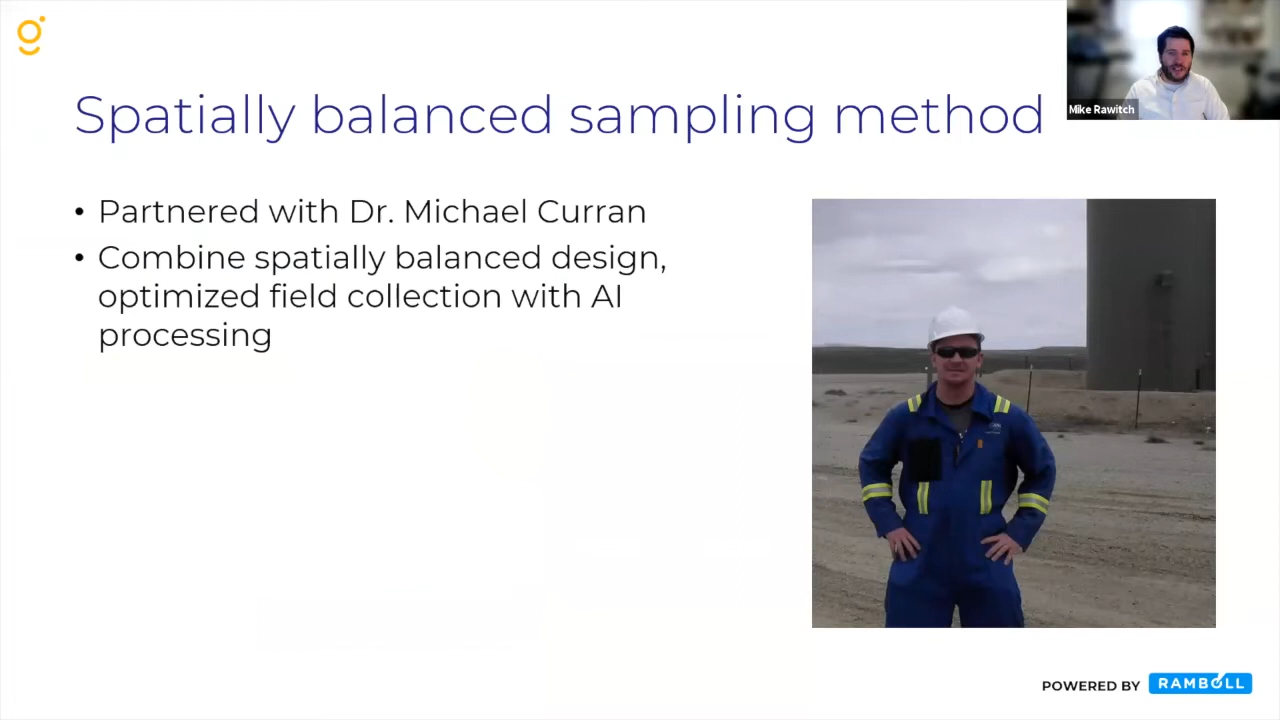 Spatially balanced sampling method
Mike Rawitch
• Partnered with Dr. Michael Curran
• Combine spatially balanced design,
optimized field collection with AI
processing
POWERED BY RAMBOLL